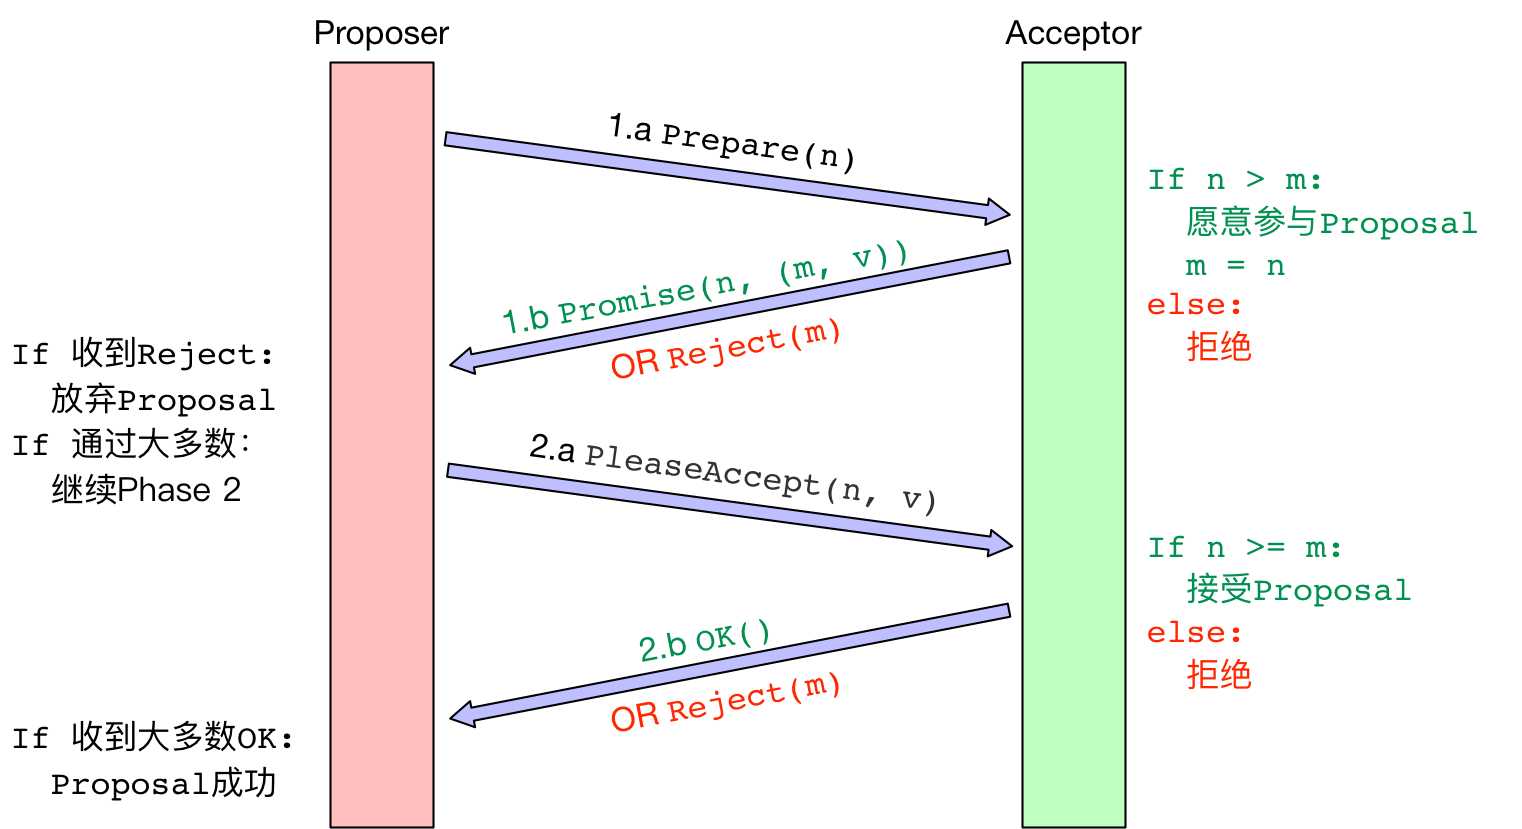 Proposer
Acceptor
1.a Prepare(n)
If n > m:
愿意参与Proposal
m = n
else:
拒绝
1.b Promise(n, (m, v))
OR Reject(m)
If 收到Reject:
放弃Proposal
If 通过大多数:
继续Phase 2
2.a PleaseAccept(n, v)
If n >= m:
接受Proposal
else:
拒绝
2.b OK()
OR Reject(m)
If 收到大多数OK:
Proposal成功